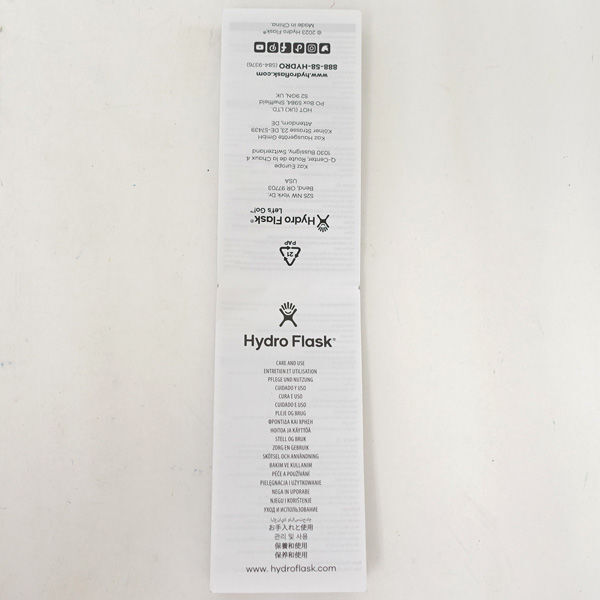 Hydro Flask®
CARE AND USE
ENTRETIEN ET UTILISATION
PFLEGE UND NUTZUNG
CUIDADO Y USO
CURA E USO
CUIDADO E USO
PLEJE OG BRUG
ΦΡΟΝΤΙΔΑ ΚΑΙ ΧΡΗΣΗ
HOITOA JA KÄYTTÖÄ
STELL OG BRUK
ZORG EN GEBRUIK
SKÖTSEL OCH ANVÄNDNING
BAKIM VE KULLANIM
PÉČE A POUŽÍVÁNÍ
PIELĘGNACJA I UŻYTKOWANIE
NEGA IN UPORABE
NJEGU I KORIŠTENJE
УХОД И ИСПОЛЬЗОВАНИЕ
お手入れと使用
관리 및 사용
保養和使用
保养和使用
www. hydroflask.com
21
PAP
Hydro Flask®
Let's Go!™
525 NW York Dr.
Bend, OR 97703
USA
Kaz Europe
Q-Center, Route de la Chaux 4
1030 Bussigny, Switzerland
Kaz Hausgeräte GmbH
Kölner Strasse 23, DE-57439
Attendorn, DE
HOT (UK) LTD.
PO Box 5984, Sheffield
S2 9GN, UK
www.hydroflask.com
888-58-HYDRO (584-9376)
© 2023 Hydro Flask®
Made in China.